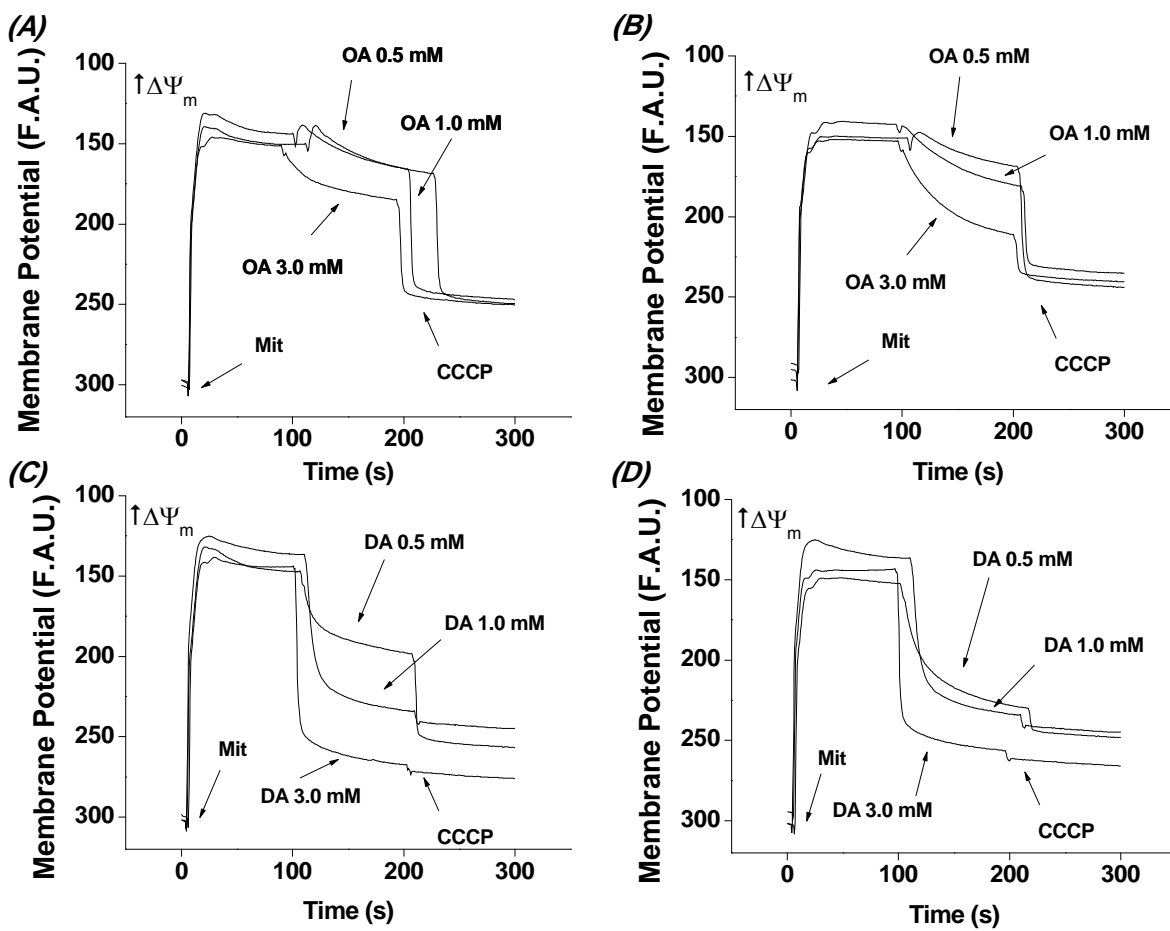 (A)
Membrane Potential (F.A.U.)
100
150
200
250
300
↑ΔΨm
OA 0.5 mM
OA 1.0 mM
OA 3.0 mM
Mit
CCCP
0 100 200 300
Time (s)
(B)
Membrane Potential (F.A.U.)
100
150
200
250
300
↑ΔΨm
OA 0.5 mM
OA 1.0 mM
OA 3.0 mM
Mit
CCCP
0 100 200 300
Time (s)
(C)
Membrane Potential (F.A.U.)
100
150
200
250
300
↑ΔΨm
DA 0.5 mM
DA 1.0 mM
Mit
DA 3.0 mM
CCCP
0 100 200 300
Time (s)
(D)
Membrane Potential (F.A.U.)
100
150
200
250
300
↑ΔΨm
DA 0.5 mM
DA 1.0 mM
Mit
DA 3.0 mM
CCCP
0 100 200 300
Time (s)